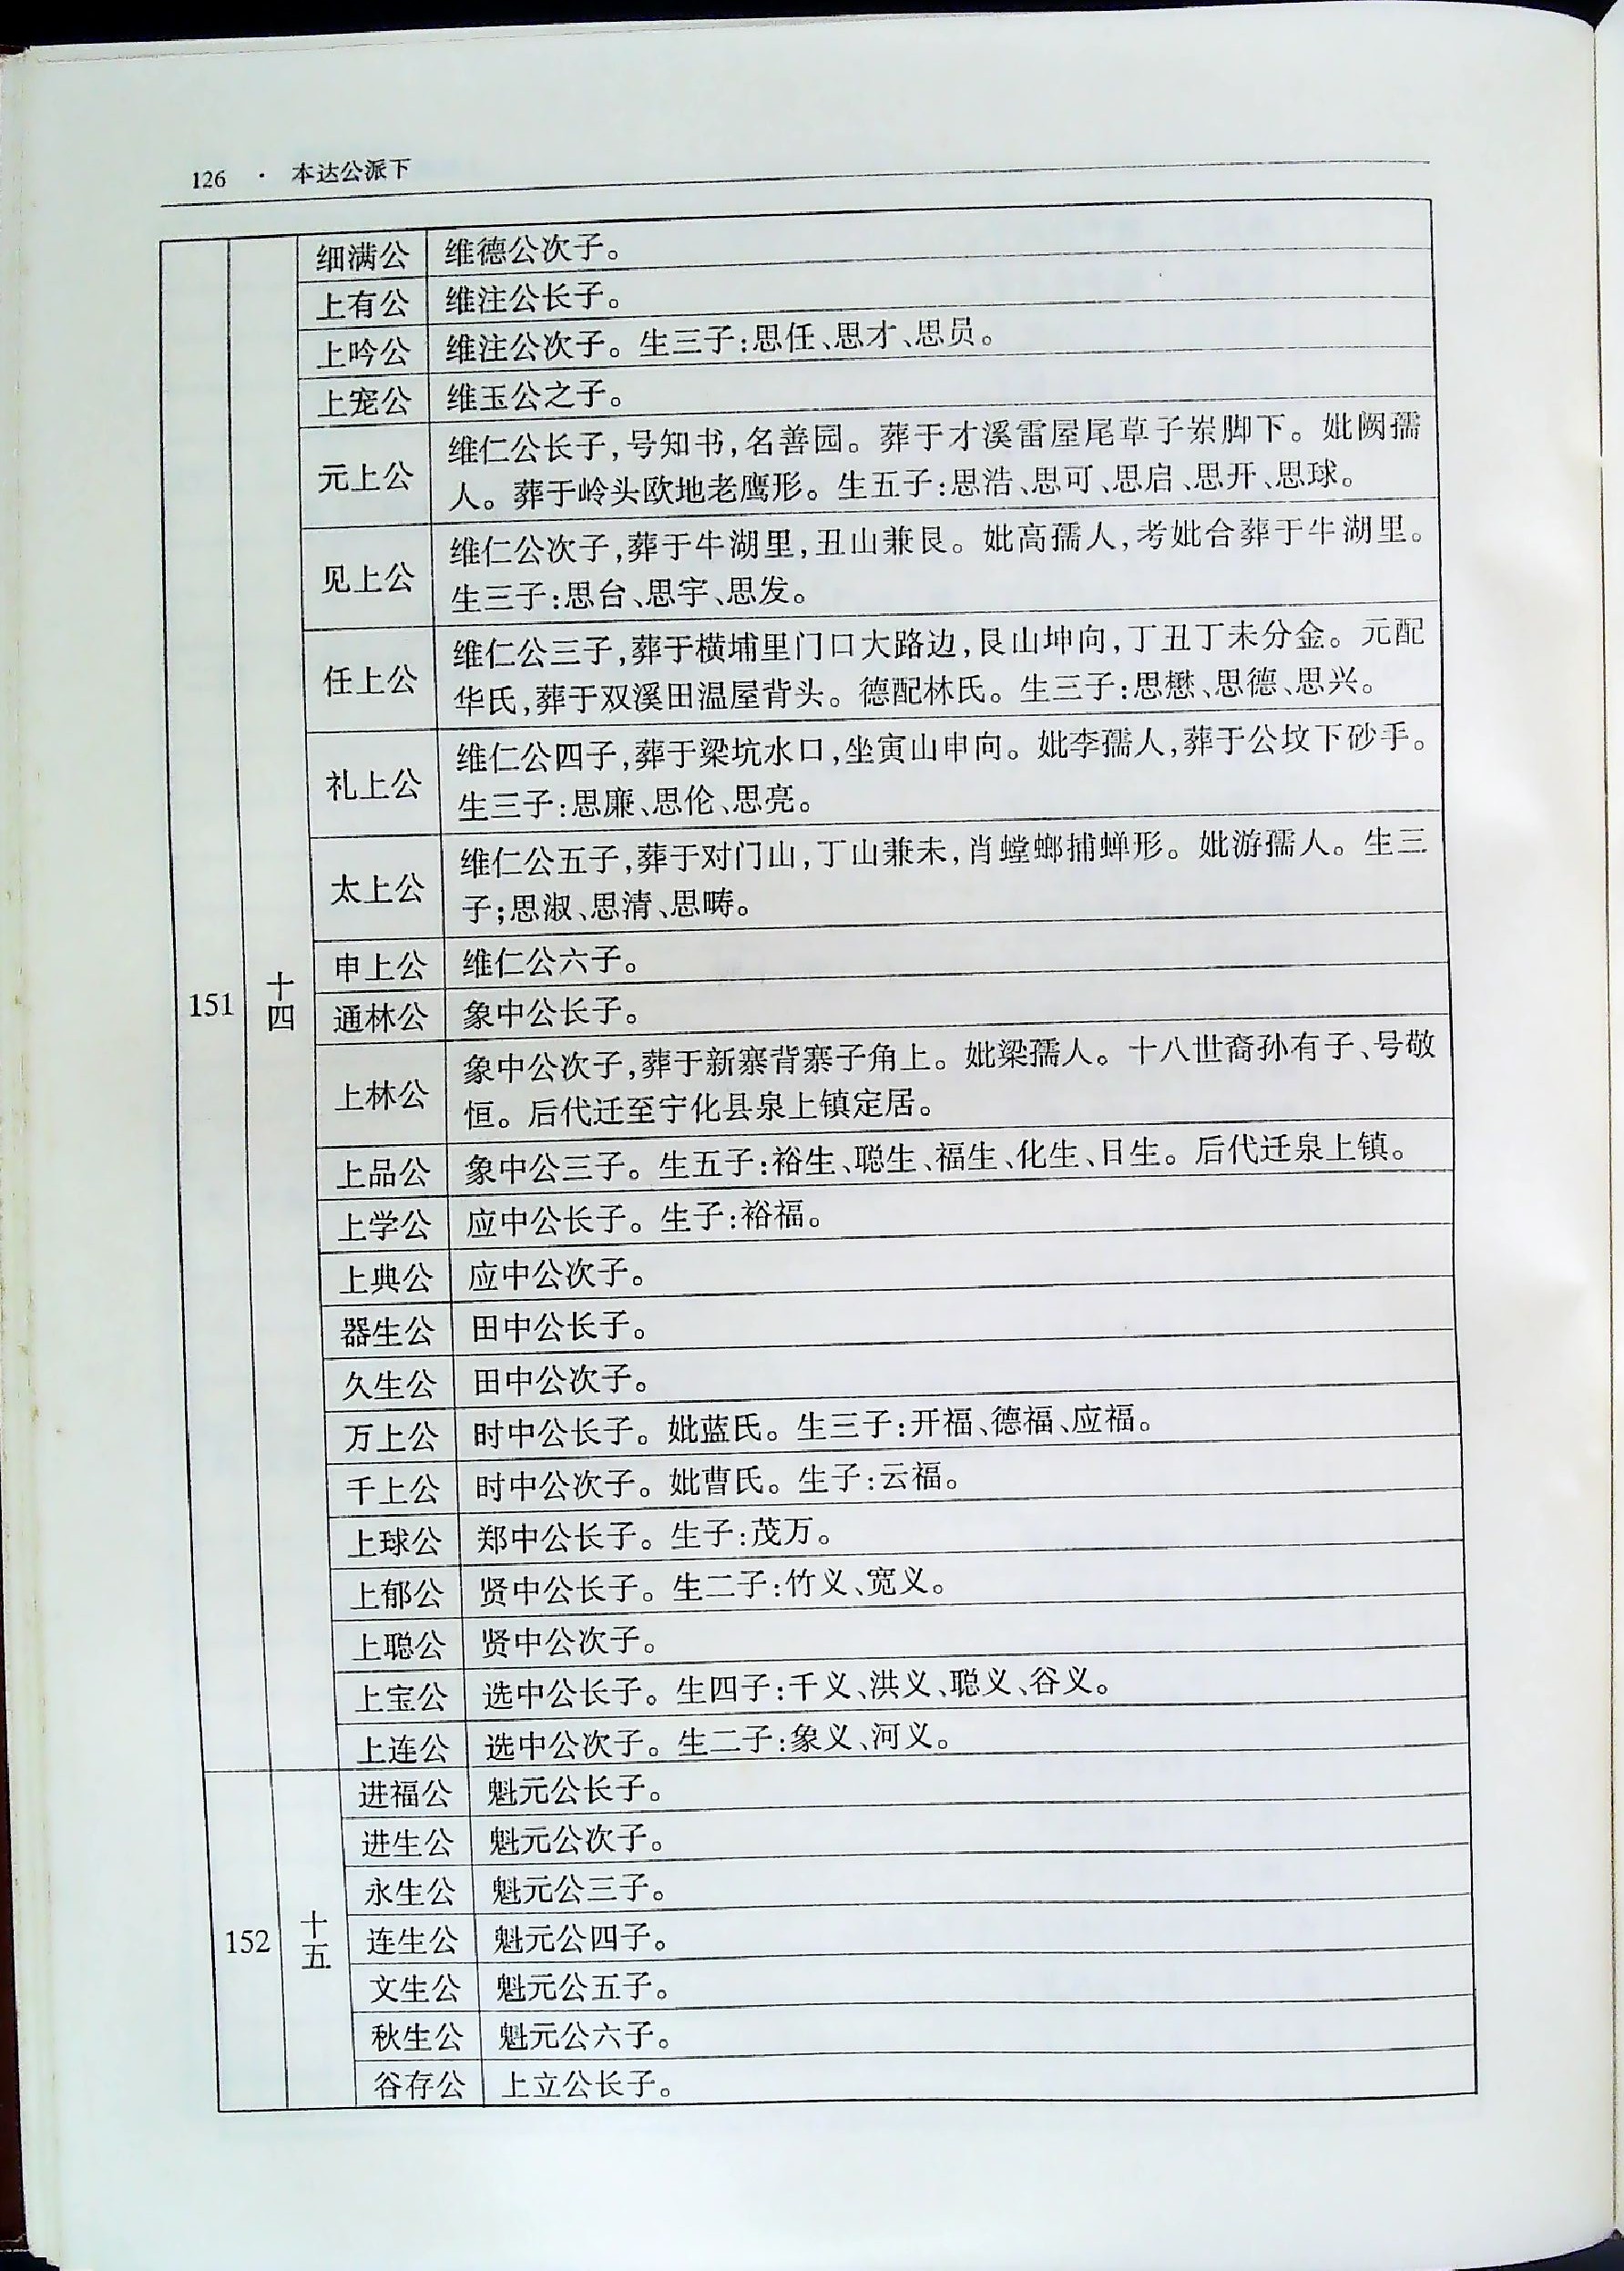 126 · 本达公派下
细满公 维德公次子。
上有公 维注公长子。
上吟公 维注公次子。生三子:思任、思才、思员。
上宠公 维玉公之子。
元上公 维仁公长子,号知书,名善园。葬于才溪雷屋尾草子岽脚下。妣阙孺
人。葬于岭头欧地老鹰形。生五子:思浩、思可、思启、思开、思球。
见上公 维仁公次子,葬于牛湖里,丑山兼艮。妣高孺人,考妣合葬于牛湖里。
生三子:思台、思宇、思发。
任上公 维仁公三子,葬于横埔里门口大路边,艮山坤向,丁丑丁未分金。元配
华氏,葬于双溪田温屋背头。德配林氏。生三子:思懋、思德、思兴。
礼上公 维仁公四子,葬于梁坑水口,坐寅山申向。妣李孺人,葬于公坟下砂手。
生三子:思廉、思伦、思亮。
太上公 维仁公五子,葬于对门山,丁山兼未,肖螳螂捕蝉形。妣游孺人。生三
子;思淑、思清、思畴。
申上公 维仁公六子。
151 十四 通林公 象中公长子。
上林公 象中公次子,葬于新寨背寨子角上。妣梁孺人。十八世裔孙有子、号敬
恒。后代迁至宁化县泉上镇定居。
上品公 象中公三子。生五子:裕生、聪生、福生、化生、日生。后代迁泉上镇。
上学公 应中公长子。生子:裕福。
上典公 应中公次子。
器生公 田中公长子。
久生公 田中公次子。
万上公 时中公长子。妣蓝氏。生三子:开福、德福、应福。
千上公 时中公次子。妣曹氏。生子:云福。
上球公 郑中公长子。生子:茂万。
上郁公 贤中公长子。生二子:竹义、宽义。
上聪公 贤中公次子。
上宝公 选中公长子。生四子:千义、洪义、聪义、谷义。
上连公 选中公次子。生二子:象义、河义。
进福公 魁元公长子。
进生公 魁元公次子。
永生公 魁元公三子。
152 十五 连生公 魁元公四子。
文生公 魁元公五子。
秋生公 魁元公六子。
谷存公 上立公长子。